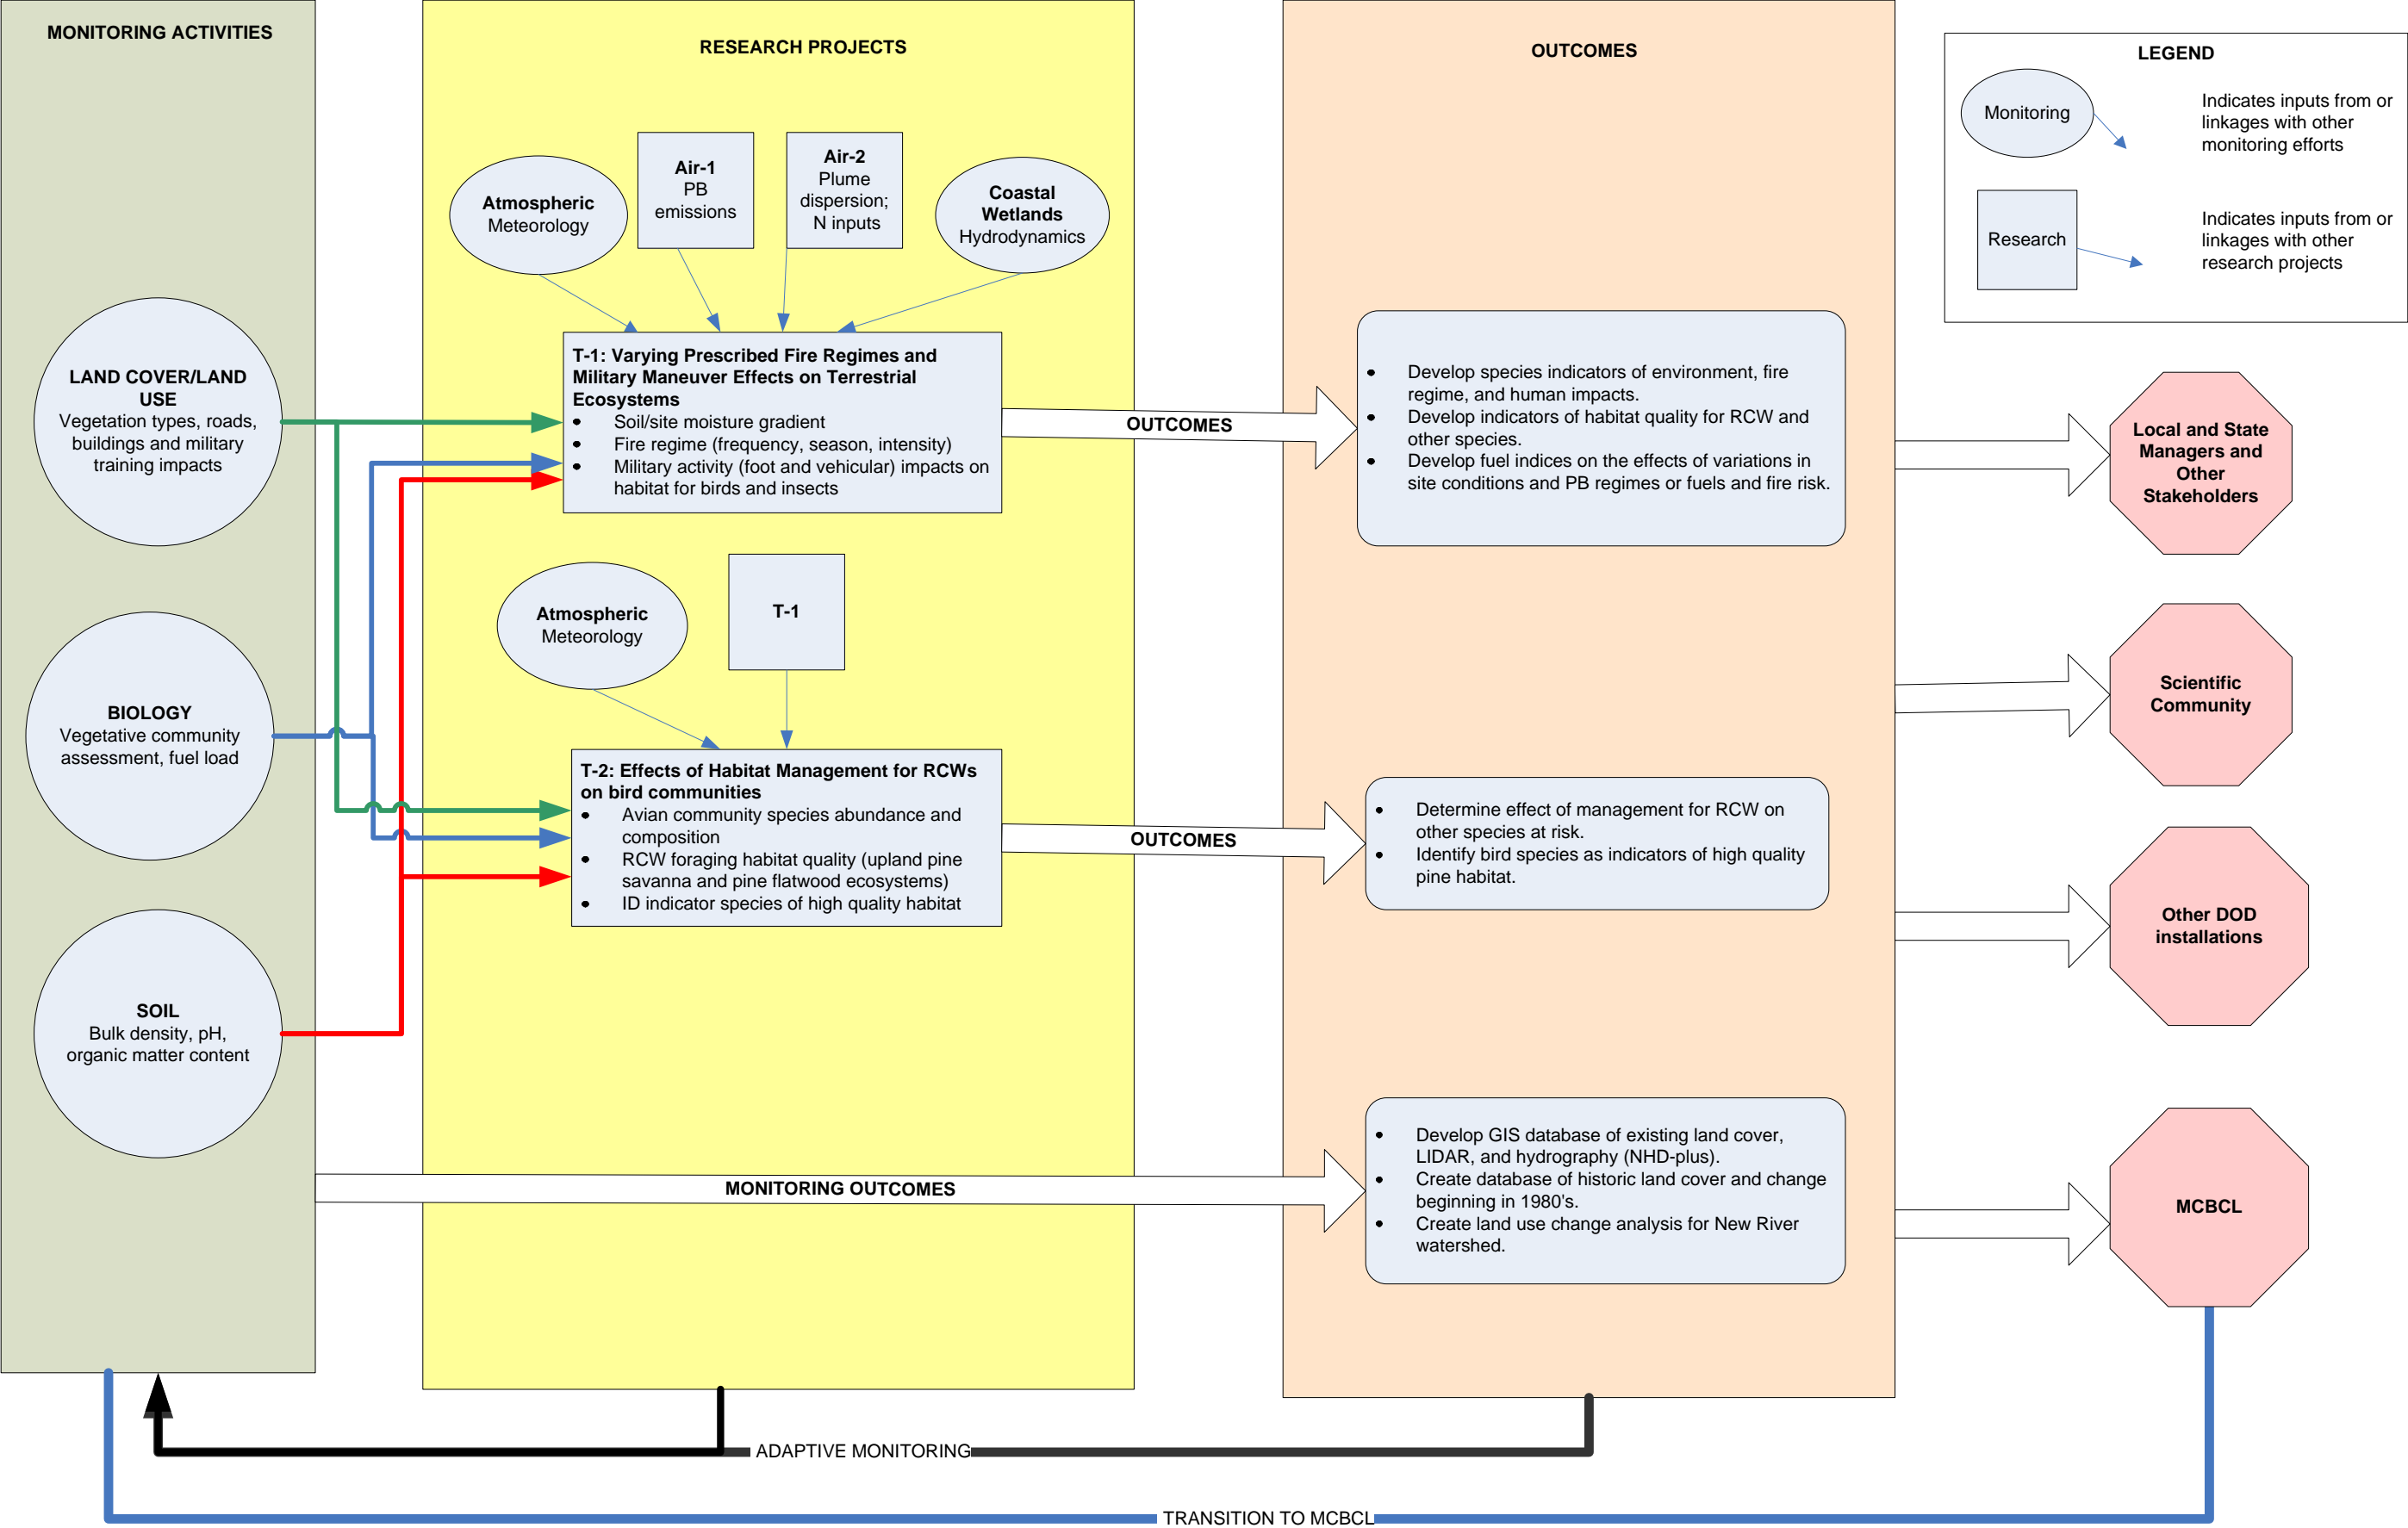 MONITORING ACTIVITIES
RESEARCH PROJECTS
OUTCOMES
LEGEND
Monitoring
Indicates inputs from or
linkages with other
monitoring efforts
Research
Indicates inputs from or
linkages with other
research projects
Atmospheric
Meteorology
Air-1
PB
emissions
Air-2
Plume
dispersion;
N inputs
Coastal
Wetlands
Hydrodynamics
LAND COVER/LAND
USE
Vegetation types, roads,
buildings and military
training impacts
T-1: Varying Prescribed Fire Regimes and
Military Maneuver Effects on Terrestrial
Ecosystems
• Soil/site moisture gradient
• Fire regime (frequency, season, intensity)
• Military activity (foot and vehicular) impacts on
habitat for birds and insects
OUTCOMES
• Develop species indicators of environment, fire
regime, and human impacts.
• Develop indicators of habitat quality for RCW and
other species.
• Develop fuel indices on the effects of variations in
site conditions and PB regimes or fuels and fire risk.
Local and State
Managers and
Other
Stakeholders
Atmospheric
Meteorology
T-1
BIOLOGY
Vegetative community
assessment, fuel load
Scientific
Community
T-2: Effects of Habitat Management for RCWs
on bird communities
• Avian community species abundance and
composition
• RCW foraging habitat quality (upland pine
savanna and pine flatwood ecosystems)
• ID indicator species of high quality habitat
OUTCOMES
• Determine effect of management for RCW on
other species at risk.
• Identify bird species as indicators of high quality
pine habitat.
Other DOD
installations
SOIL
Bulk density, pH,
organic matter content
MONITORING OUTCOMES
• Develop GIS database of existing land cover,
LIDAR, and hydrography (NHD-plus).
• Create database of historic land cover and change
beginning in 1980's.
• Create land use change analysis for New River
watershed.
MCBCL
ADAPTIVE MONITORING
TRANSITION TO MCBCL